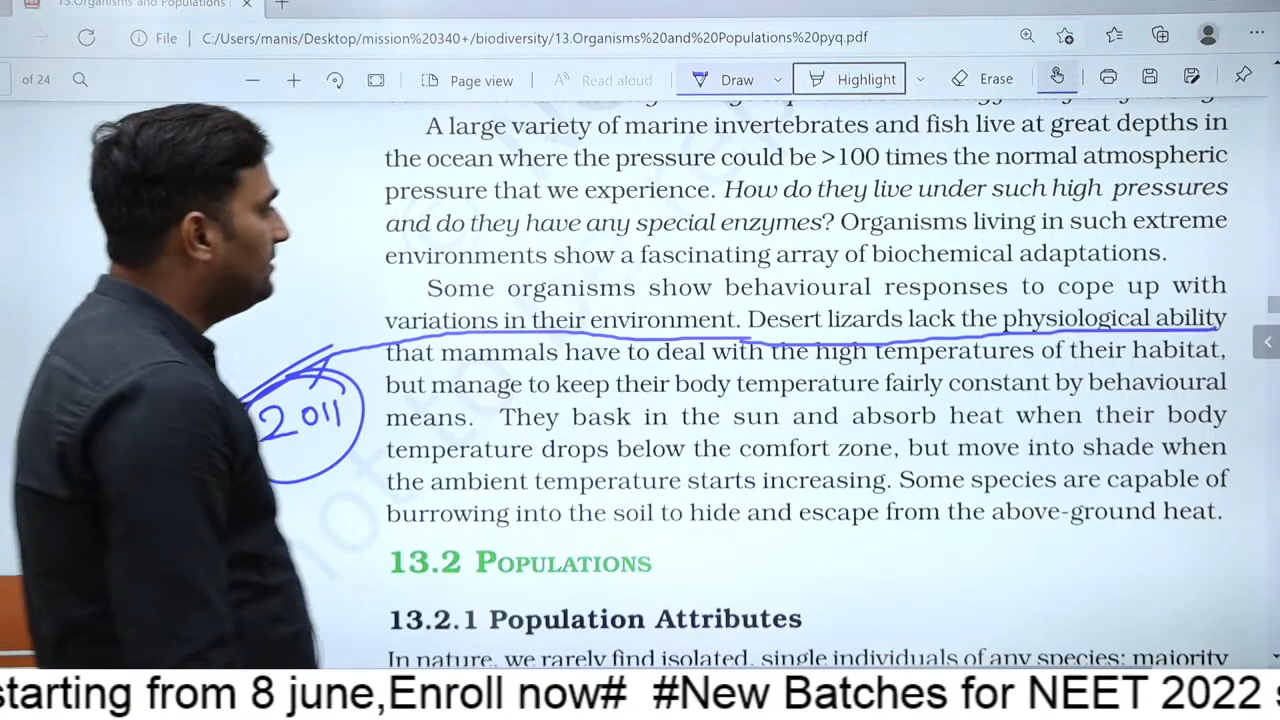 13.Organisms and Populations
File
C:/Users/manis/Desktop/mission%20340+/biodiversity/13.Organisms%20and%20Populations%20pyq.pdf
of 24
Page view
Read aloud
Draw
Highlight
Erase
A large variety of marine invertebrates and fish live at great depths in
the ocean where the pressure could be >100 times the normal atmospheric
pressure that we experience. How do they live under such high pressures
and do they have any special enzymes? Organisms living in such extreme
environments show a fascinating array of biochemical adaptations.
Some organisms show behavioural responses to cope up with
variations in their environment. Desert lizards lack the physiological ability
that mammals have to deal with the high temperatures of their habitat,
but manage to keep their body temperature fairly constant by behavioural
means. They bask in the sun and absorb heat when their body
temperature drops below the comfort zone, but move into shade when
the ambient temperature starts increasing. Some species are capable of
burrowing into the soil to hide and escape from the above-ground heat.
2011
13.2 POPULATIONS
13.2.1 Population Attributes
In nature, we rarely find isolated, single individuals of any species; majority
starting from 8 june,Enroll now# #New Batches for NEET 2022 s